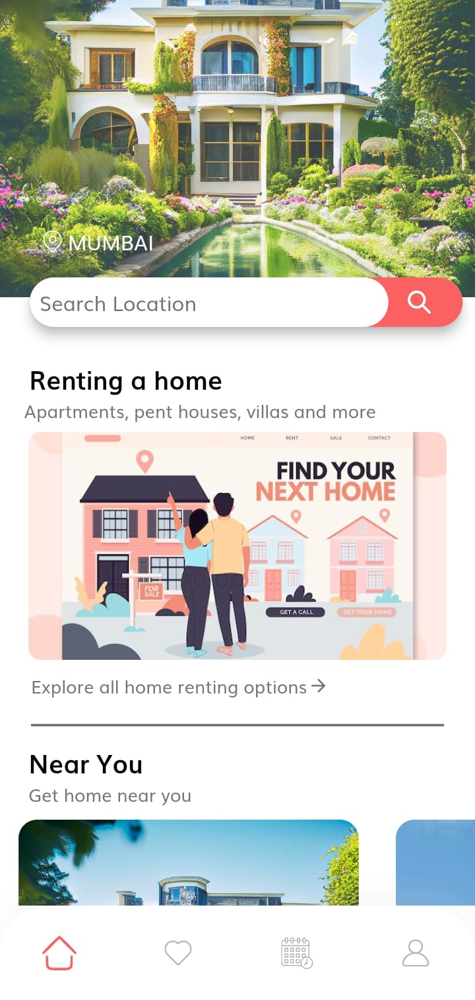 MUMBAI
Search Location
Renting a home
Apartments, pent houses, villas and more
HOME RENT SALE CONTACT
FIND YOUR
NEXT HOME
FOR
SALE
GET A CALL GET YOUR HOME
Explore all home renting options
Near You
Get home near you